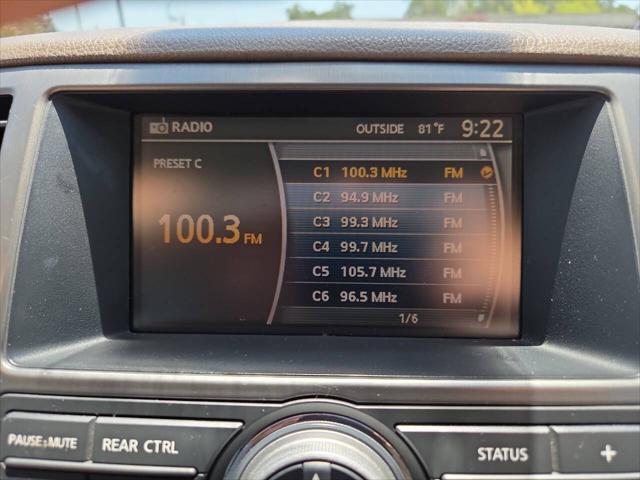 RADIO OUTSIDE 81°F 9:22
PRESET C
100.3 FM
C1 100.3 MHz FM
C2 94.9 MHz FM
C3 99.3 MHz FM
C4 99.7 MHz FM
C5 105.7 MHz FM
C6 96.5 MHz FM
1/6
PAUSE:MUTE REAR CTRL STATUS +